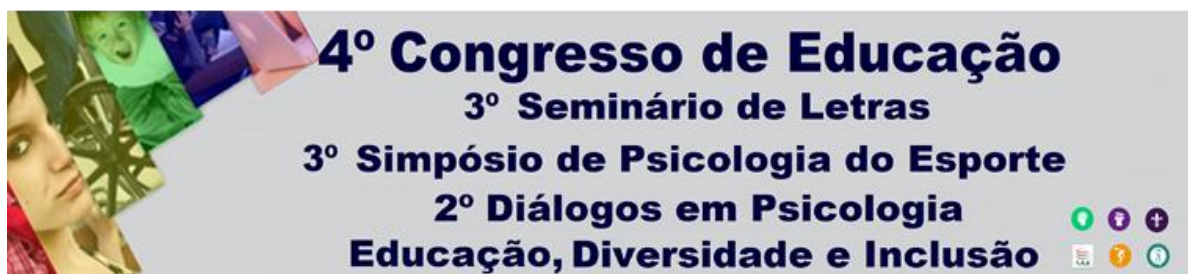 4º Congresso de Educação
3º Seminário de Letras
3º Simpósio de Psicologia do Esporte
2º Diálogos em Psicologia
Educação, Diversidade e Inclusão